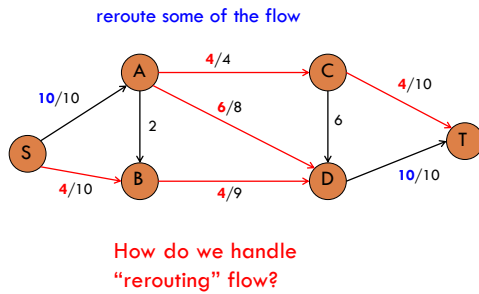 reroute some of the flow
A
4/4
C
10/10
6/8
4/10
2
6
S
T
4/10
B
4/9
D
10/10
How do we handle
“rerouting” flow?